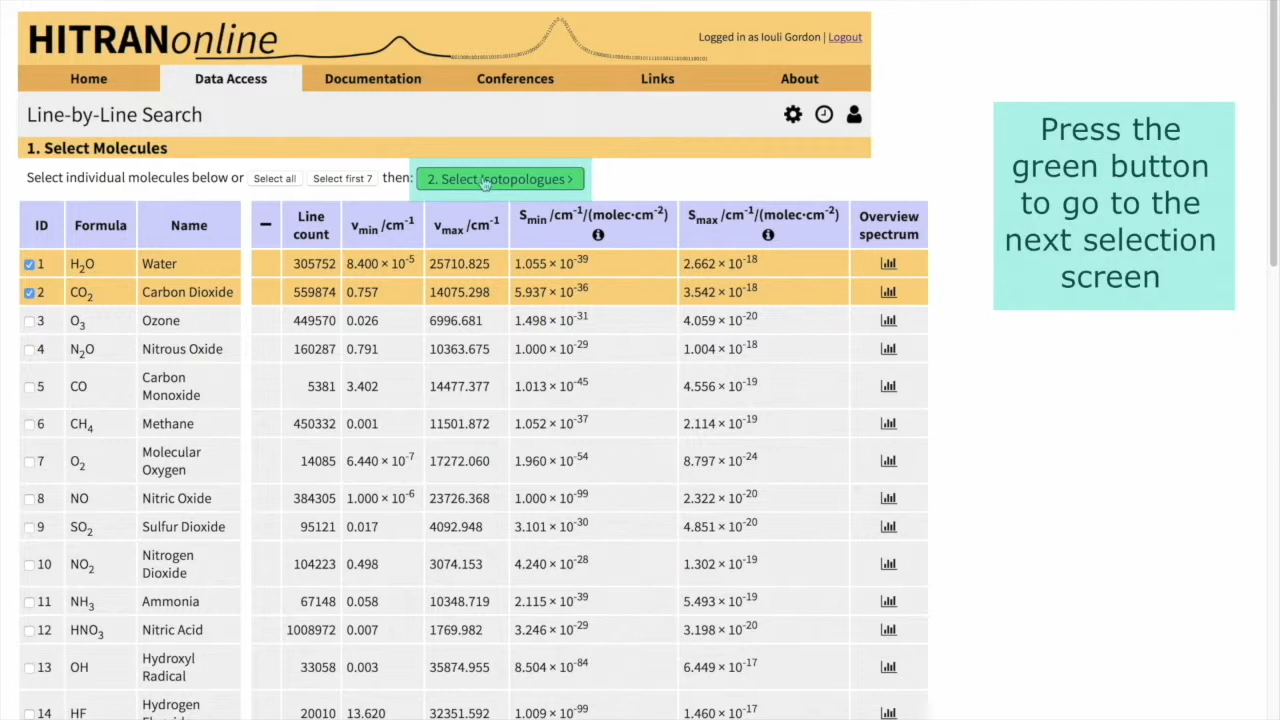 HITRANonline
Logged in as Iouli Gordon | Logout
Home Data Access Documentation Conferences Links About
Line-by-Line Search
1. Select Molecules
Select individual molecules below or Select all Select first 7 then: 2. Select Isotopologues >
ID Formula Name − Line count νmin /cm-1 νmax /cm-1 Smin /cm-1/(molec·cm-2) Smax /cm-1/(molec·cm-2) Overview spectrum
1 H2O Water 305752 8.400 × 10-5 25710.825 1.055 × 10-39 2.662 × 10-18
2 CO2 Carbon Dioxide 559874 0.757 14075.298 5.937 × 10-36 3.542 × 10-18
3 O3 Ozone 449570 0.026 6996.681 1.498 × 10-31 4.059 × 10-20
4 N2O Nitrous Oxide 160287 0.791 10363.675 1.000 × 10-29 1.004 × 10-18
5 CO Carbon Monoxide 5381 3.402 14477.377 1.013 × 10-45 4.556 × 10-19
6 CH4 Methane 450332 0.001 11501.872 1.052 × 10-37 2.114 × 10-19
7 O2 Molecular Oxygen 14085 6.440 × 10-7 17272.060 1.960 × 10-54 8.797 × 10-24
8 NO Nitric Oxide 384305 1.000 × 10-6 23726.368 1.000 × 10-99 2.322 × 10-20
9 SO2 Sulfur Dioxide 95121 0.017 4092.948 3.101 × 10-30 4.851 × 10-20
10 NO2 Nitrogen Dioxide 104223 0.498 3074.153 4.240 × 10-28 1.302 × 10-19
11 NH3 Ammonia 67148 0.058 10348.719 2.115 × 10-39 5.493 × 10-19
12 HNO3 Nitric Acid 1008972 0.007 1769.982 3.246 × 10-29 3.198 × 10-20
13 OH Hydroxyl Radical 33058 0.003 35874.955 8.504 × 10-84 6.449 × 10-17
14 HF Hydrogen 20010 13.620 32351.592 1.009 × 10-99 1.460 × 10-17
Press the
green button
to go to the
next selection
screen